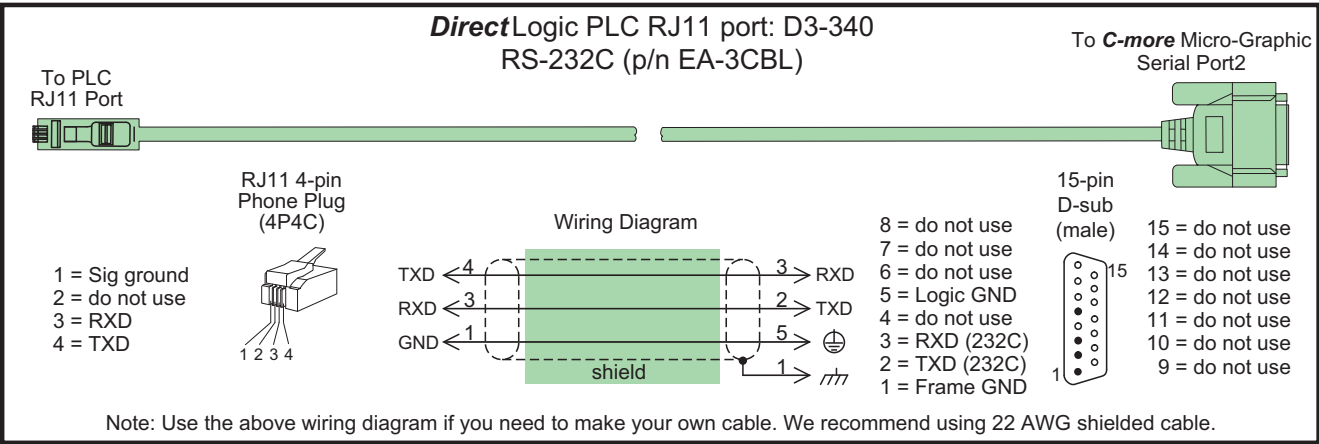 DirectLogic PLC RJ11 port: D3-340
RS-232C (p/n EA-3CBL)
To PLC
RJ11 Port
To C-more Micro-Graphic
Serial Port2
RJ11 4-pin
Phone Plug
(4P4C)
1 = Sig ground
2 = do not use
3 = RXD
4 = TXD
1 2 3 4
Wiring Diagram
TXD 4 3 RXD
RXD 3 2 TXD
GND 1 5
1
shield
8 = do not use
7 = do not use
6 = do not use
5 = Logic GND
4 = do not use
3 = RXD (232C)
2 = TXD (232C)
1 = Frame GND
15-pin
D-sub
(male)
15
1
15 = do not use
14 = do not use
13 = do not use
12 = do not use
11 = do not use
10 = do not use
9 = do not use
Note: Use the above wiring diagram if you need to make your own cable. We recommend using 22 AWG shielded cable.